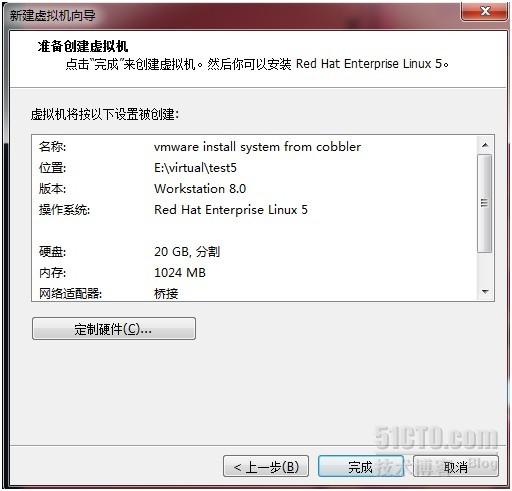 新建虚拟机向导
准备创建虚拟机
点击“完成”来创建虚拟机。然后你可以安装 Red Hat Enterprise Linux 5。
虚拟机将按以下设置被创建:
名称: vmware install system from cobbler
位置: E:\virtual\test5
版本: Workstation 8.0
操作系统: Red Hat Enterprise Linux 5
硬盘: 20 GB, 分割
内存: 1024 MB
网络适配器: 桥接
定制硬件(C)...
< 上一步(B) 完成 取消
51CTO.com
技术博客 Blog